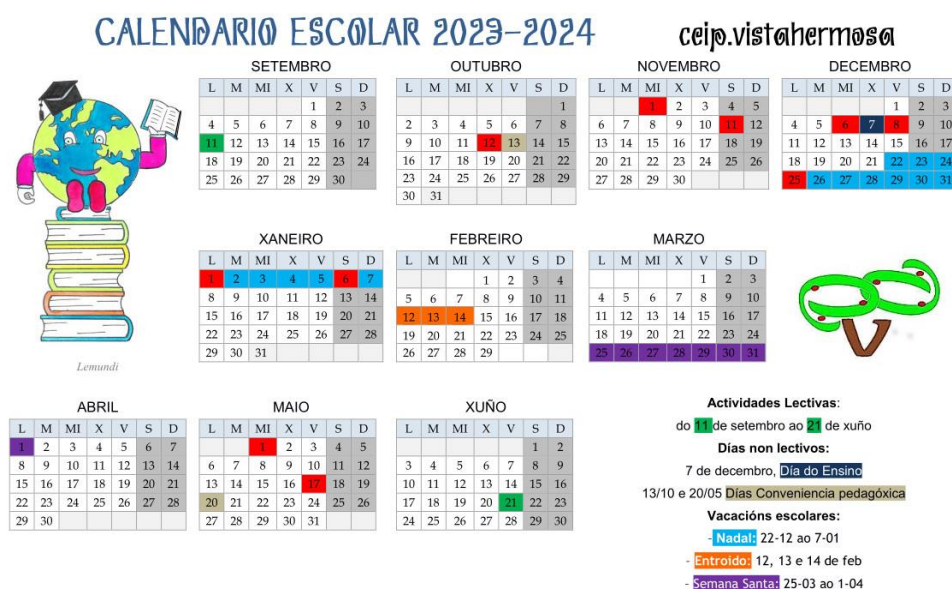 CALENDARIO ESCOLAR 2023-2024
ceip.vistahermosa
SETEMBRO
L M MI X V S D
1 2 3
4 5 6 7 8 9 10
11 12 13 14 15 16 17
18 19 20 21 22 23 24
25 26 27 28 29 30
OUTUBRO
L M MI X V S D
1
2 3 4 5 6 7 8
9 10 11 12 13 14 15
16 17 18 19 20 21 22
23 24 25 26 27 28 29
30 31
NOVEMBRO
L M MI X V S D
1 2 3 4 5
6 7 8 9 10 11 12
13 14 15 16 17 18 19
20 21 22 23 24 25 26
27 28 29 30
DECEMBRO
L M MI X V S D
1 2 3
4 5 6 7 8 9 10
11 12 13 14 15 16 17
18 19 20 21 22 23 24
25 26 27 28 29 30 31
XANEIRO
L M MI X V S D
1 2 3 4 5 6 7
8 9 10 11 12 13 14
15 16 17 18 19 20 21
22 23 24 25 26 27 28
29 30 31
FEBREIRO
L M MI X V S D
1 2 3 4
5 6 7 8 9 10 11
12 13 14 15 16 17 18
19 20 21 22 23 24 25
26 27 28 29
MARZO
L M MI X V S D
1 2 3
4 5 6 7 8 9 10
11 12 13 14 15 16 17
18 19 20 21 22 23 24
25 26 27 28 29 30 31
Lemundi
ABRIL
L M MI X V S D
1 2 3 4 5 6 7
8 9 10 11 12 13 14
15 16 17 18 19 20 21
22 23 24 25 26 27 28
29 30
MAIO
L M MI X V S D
1 2 3 4 5
6 7 8 9 10 11 12
13 14 15 16 17 18 19
20 21 22 23 24 25 26
27 28 29 30 31
XUÑO
L M MI X V S D
1 2
3 4 5 6 7 8 9
10 11 12 13 14 15 16
17 18 19 20 21 22 23
24 25 26 27 28 29 30
Actividades Lectivas:
do 11 de setembro ao 21 de xuño
Días non lectivos:
7 de decembro, Día do Ensino
13/10 e 20/05 Días Conveniencia pedagóxica
Vacacións escolares:
- Nadal: 22-12 ao 7-01
- Entroido: 12, 13 e 14 de feb
- Semana Santa: 25-03 ao 1-04